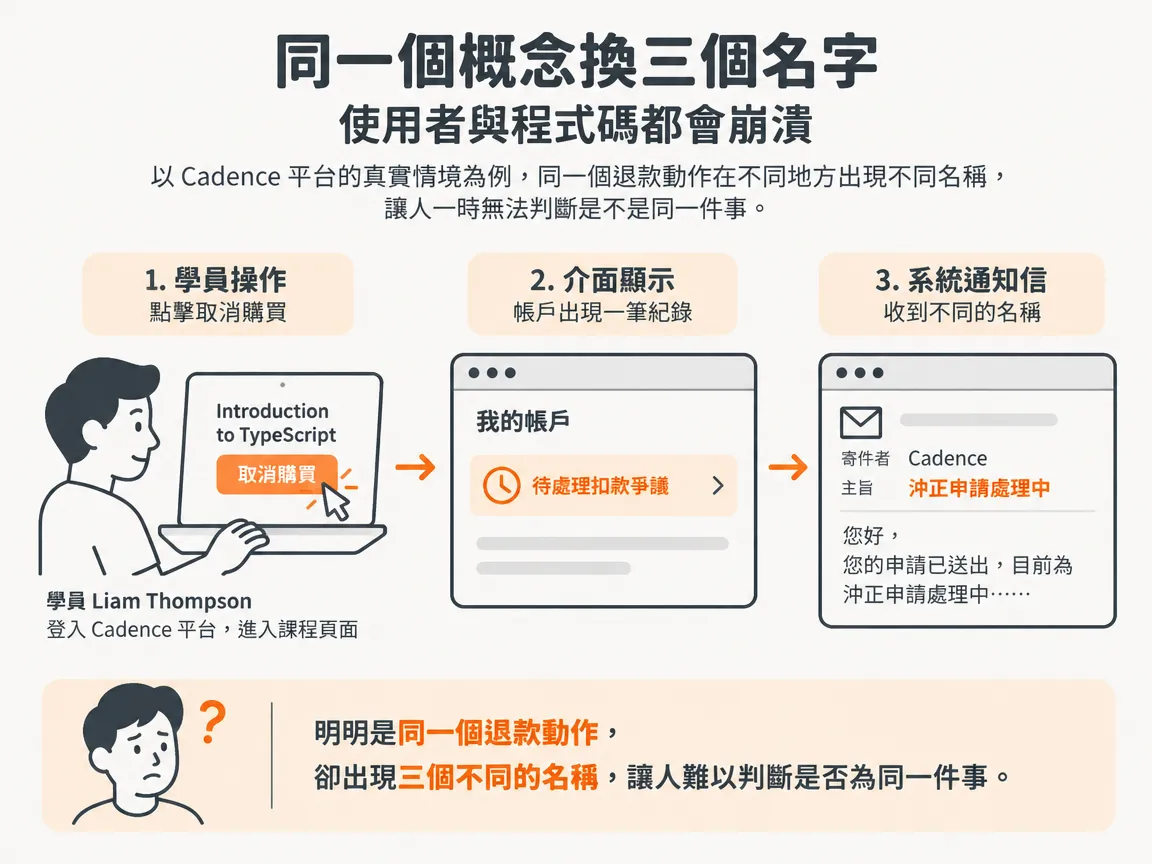 同一個概念換三個名字
使用者與程式碼都會崩潰
以 Cadence 平台的真實情境為例，同一個退款動作在不同地方出現不同名稱，
讓人一時無法判斷是不是同一件事。
1. 學員操作
點擊取消購買
2. 介面顯示
帳戶出現一筆紀錄
3. 系統通知信
收到不同的名稱
Introduction
to TypeScript
取消購買
學員 Liam Thompson
登入 Cadence 平台，進入課程頁面
我的帳戶
待處理扣款爭議
寄件者 Cadence
主旨 沖正申請處理中
您好，
您的申請已送出，目前為
沖正申請處理中⋯⋯
?
明明是同一個退款動作，
卻出現三個不同的名稱，讓人難以判斷是否為同一件事。